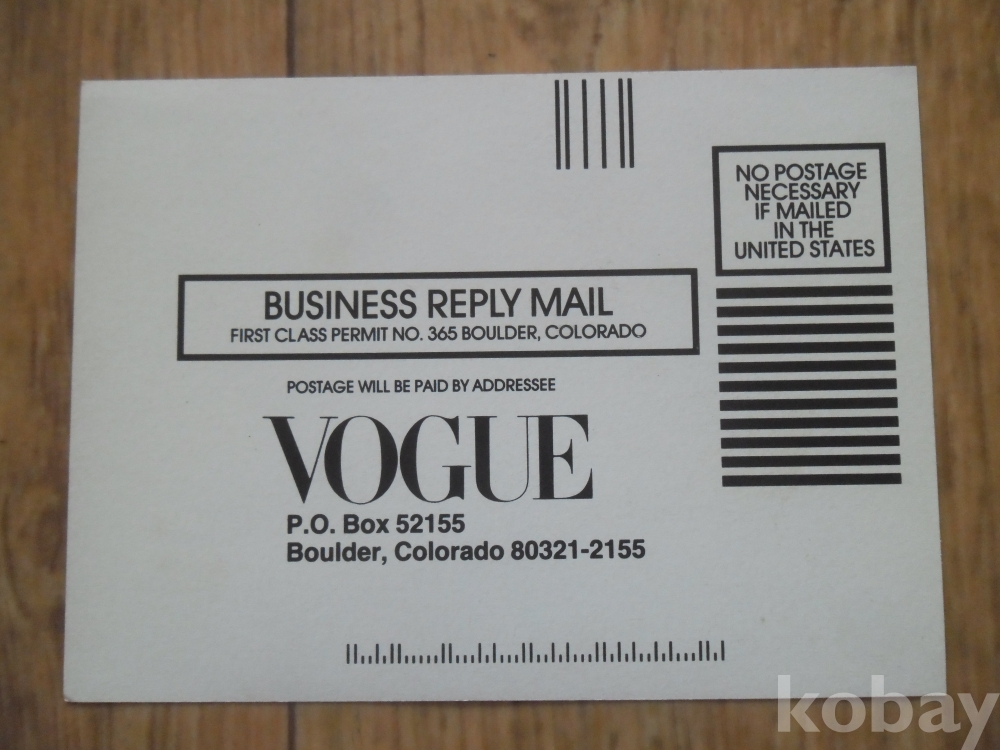 NO POSTAGE
NECESSARY
IF MAILED
IN THE
UNITED STATES
BUSINESS REPLY MAIL
FIRST CLASS PERMIT NO. 365 BOULDER, COLORADO
POSTAGE WILL BE PAID BY ADDRESSEE
VOGUE
P.O. Box 52155
Boulder, Colorado 80321-2155
kobay